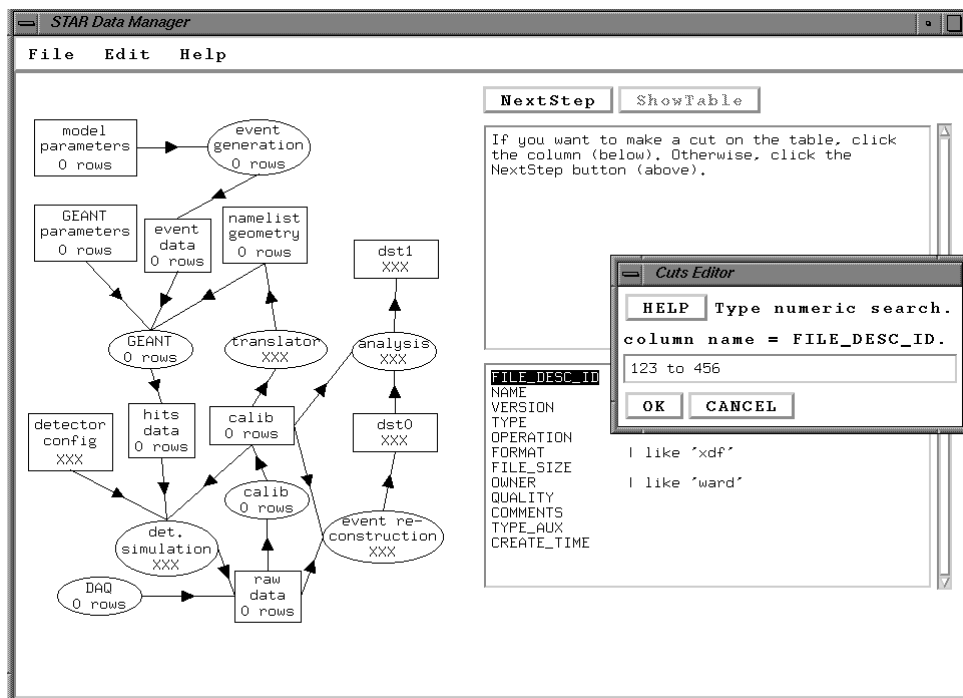 STAR Data Manager
File Edit Help
NextStep ShowTable
If you want to make a cut on the table, click
the column (below). Otherwise, click the
NextStep button (above).
model
parameters
0 rows
event
generation
0 rows
GEANT
parameters
0 rows
event
data
0 rows
namelist
geometry
0 rows
dst1
XXX
GEANT
0 rows
translator
XXX
analysis
XXX
detector
config
XXX
hits
data
0 rows
calib
0 rows
dst0
XXX
calib
0 rows
det.
simulation
XXX
event re-
construction
XXX
DAQ
0 rows
raw
data
0 rows
Cuts Editor
HELP Type numeric search.
column name = FILE_DESC_ID.
123 to 456
OK CANCEL
FILE_DESC_ID
NAME
VERSION
TYPE
OPERATION
FORMAT | like 'xdf'
FILE_SIZE
OWNER | like 'ward'
QUALITY
COMMENTS
TYPE_AUX
CREATE_TIME